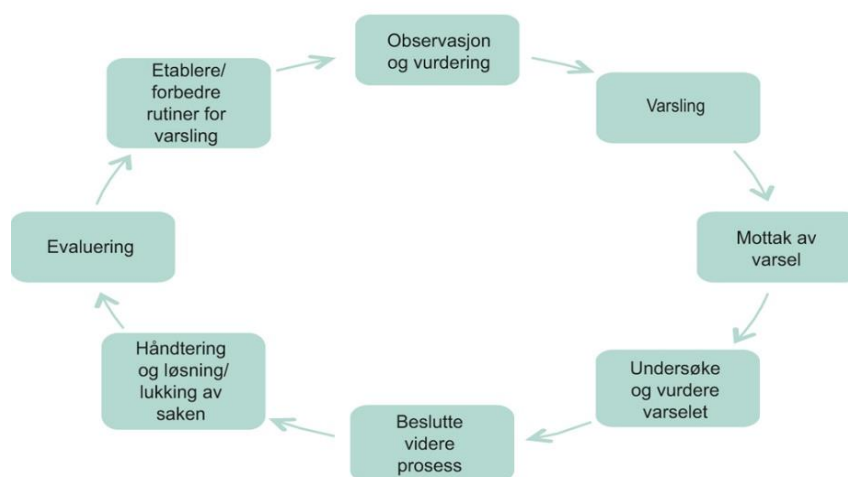 Observasjon
og vurdering
Varsling
Mottak av
varsel
Undersøke
og vurdere
varselet
Beslutte
videre
prosess
Håndtering
og løsning/
lukking av
saken
Evaluering
Etablere/
forbedre
rutiner for
varsling